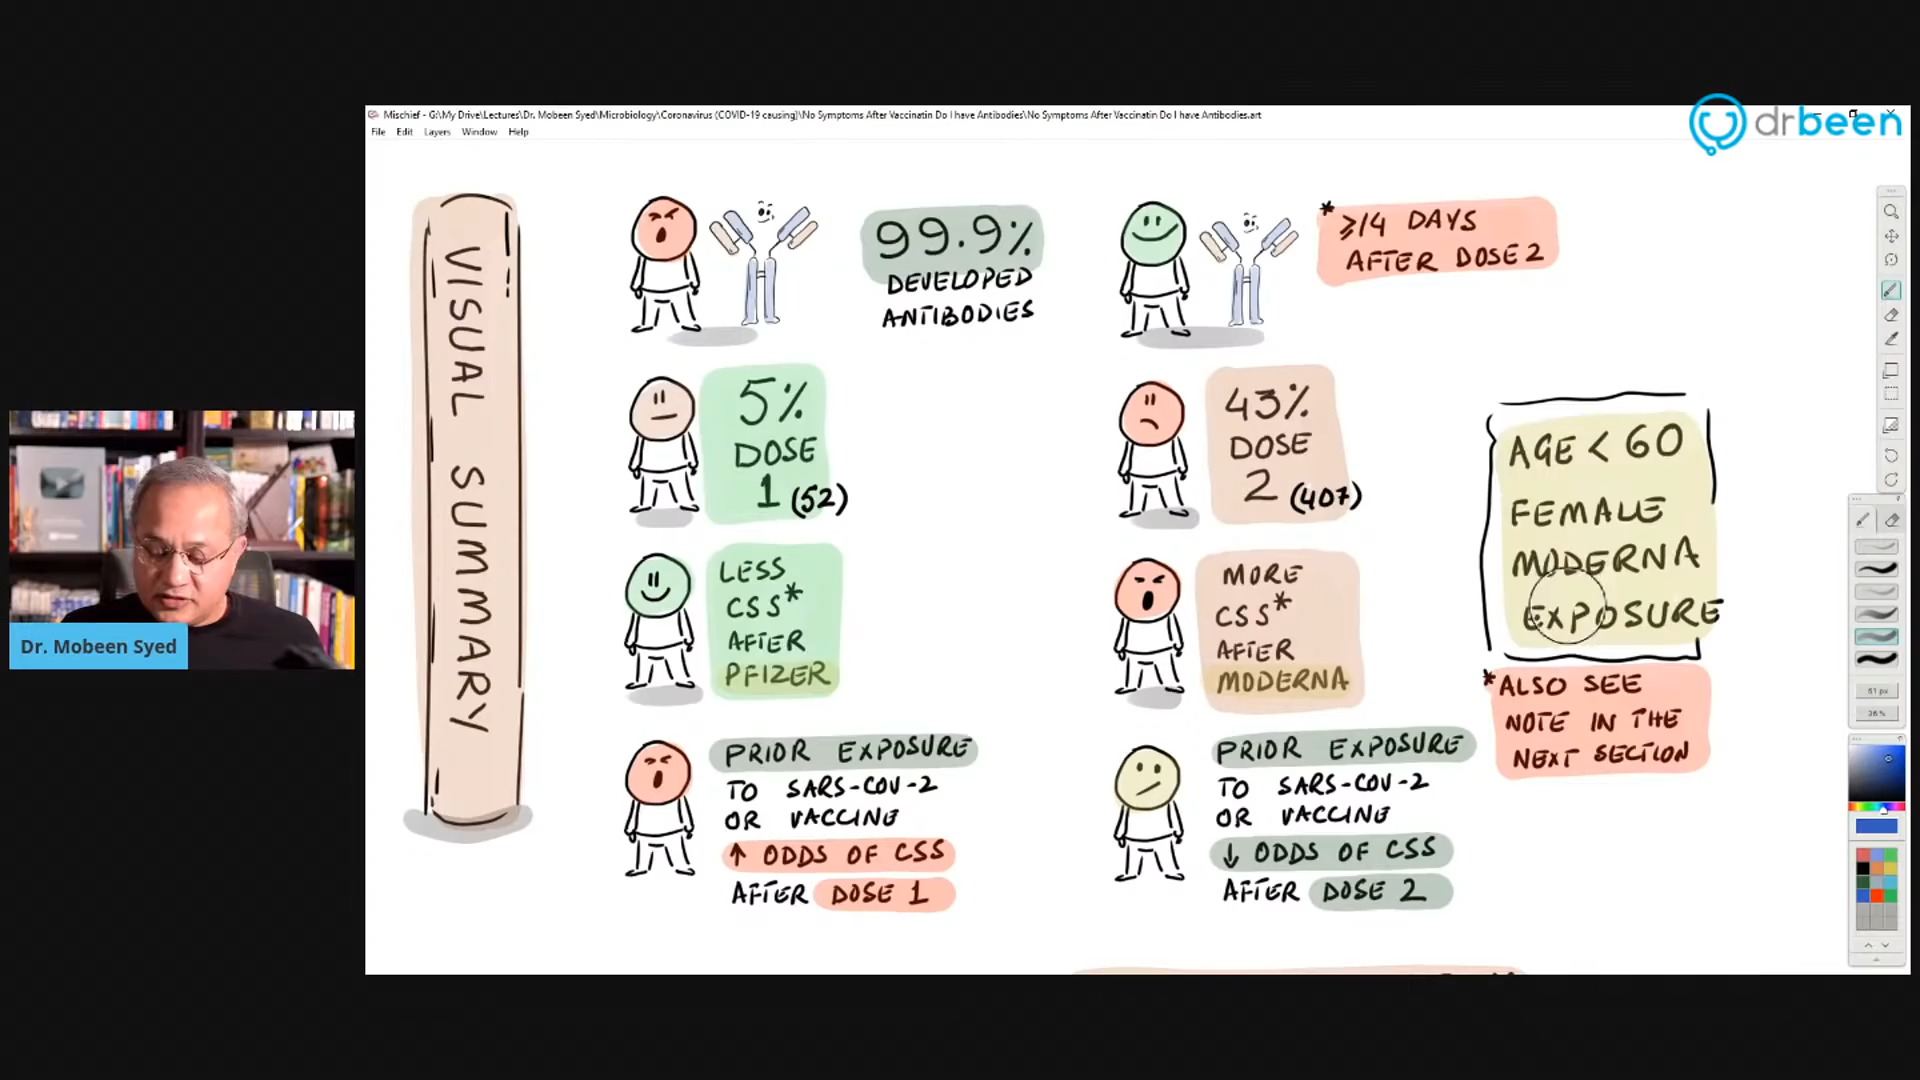 Mischief - G:\My Drive\Lectures\Dr. Mobeen Syed\Microbiology\Coronavirus (COVID-19 causing)\No Symptoms After Vaccinatin Do I have Antibodies\No Symptoms After Vaccinatin Do I have Antibodies.art
File Edit Layers Window Help
drbeen
VISUAL SUMMARY
99.9%
DEVELOPED
ANTIBODIES
* ≥14 DAYS
AFTER DOSE 2
5%
DOSE
1 (52)
43%
DOSE
2 (407)
AGE < 60
FEMALE
MODERNA
EXPOSURE
LESS
CSS*
AFTER
PFIZER
MORE
CSS*
AFTER
MODERNA
*ALSO SEE
NOTE IN THE
NEXT SECTION
PRIOR EXPOSURE
TO SARS-COV-2
OR VACCINE
↑ ODDS OF CSS
AFTER DOSE 1
PRIOR EXPOSURE
TO SARS-COV-2
OR VACCINE
↓ ODDS OF CSS
AFTER DOSE 2
Dr. Mobeen Syed
61 px
36%